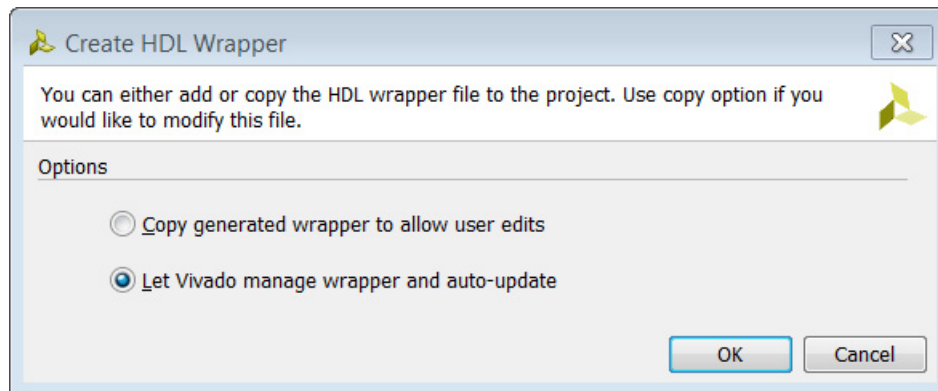 Create HDL Wrapper
You can either add or copy the HDL wrapper file to the project. Use copy option if you
would like to modify this file.
Options
Copy generated wrapper to allow user edits
Let Vivado manage wrapper and auto-update
OK Cancel